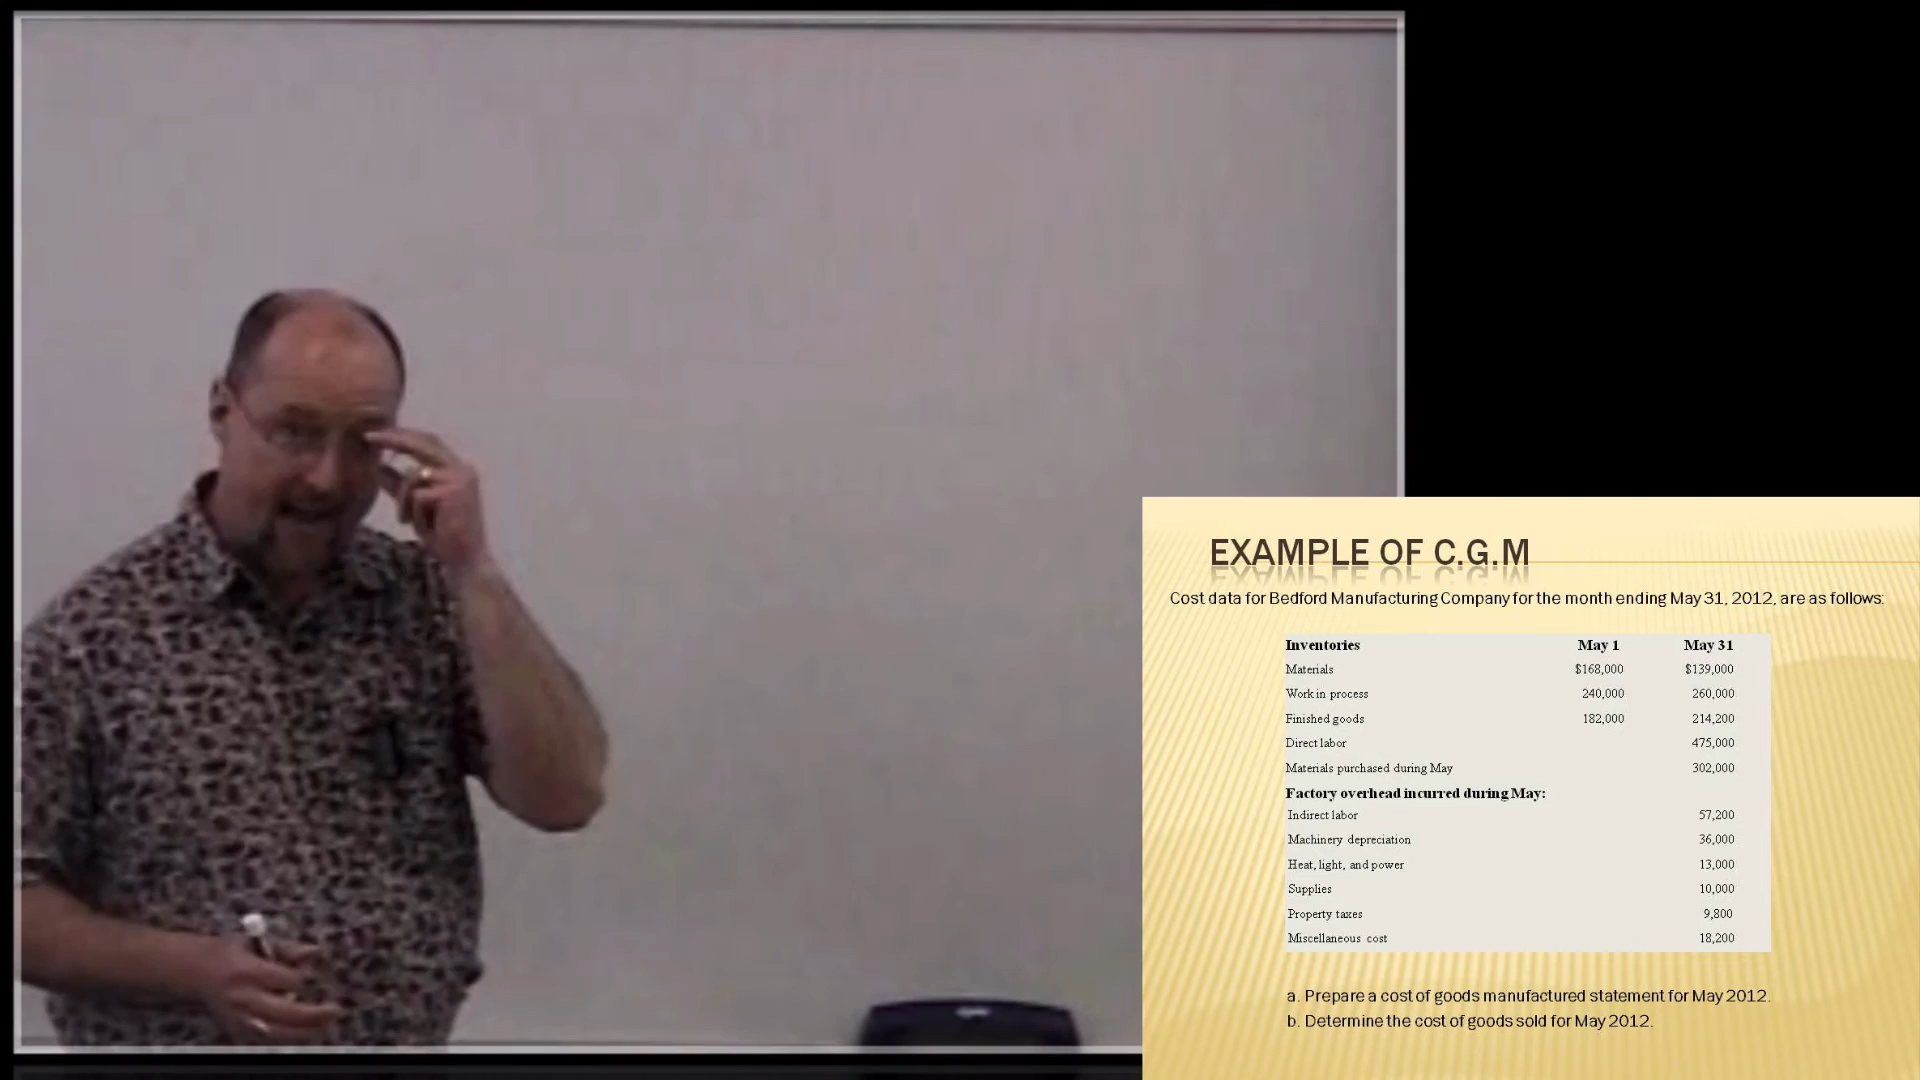 EXAMPLE OF C.G.M
Cost data for Bedford Manufacturing Company for the month ending May 31, 2012, are as follows:
Inventories May 1 May 31
Materials $168,000 $139,000
Work in process 240,000 260,000
Finished goods 182,000 214,200
Direct labor 475,000
Materials purchased during May 302,000
Factory overhead incurred during May:
Indirect labor 57,200
Machinery depreciation 36,000
Heat, light, and power 13,000
Supplies 10,000
Property taxes 9,800
Miscellaneous cost 18,200
a. Prepare a cost of goods manufactured statement for May 2012.
b. Determine the cost of goods sold for May 2012.